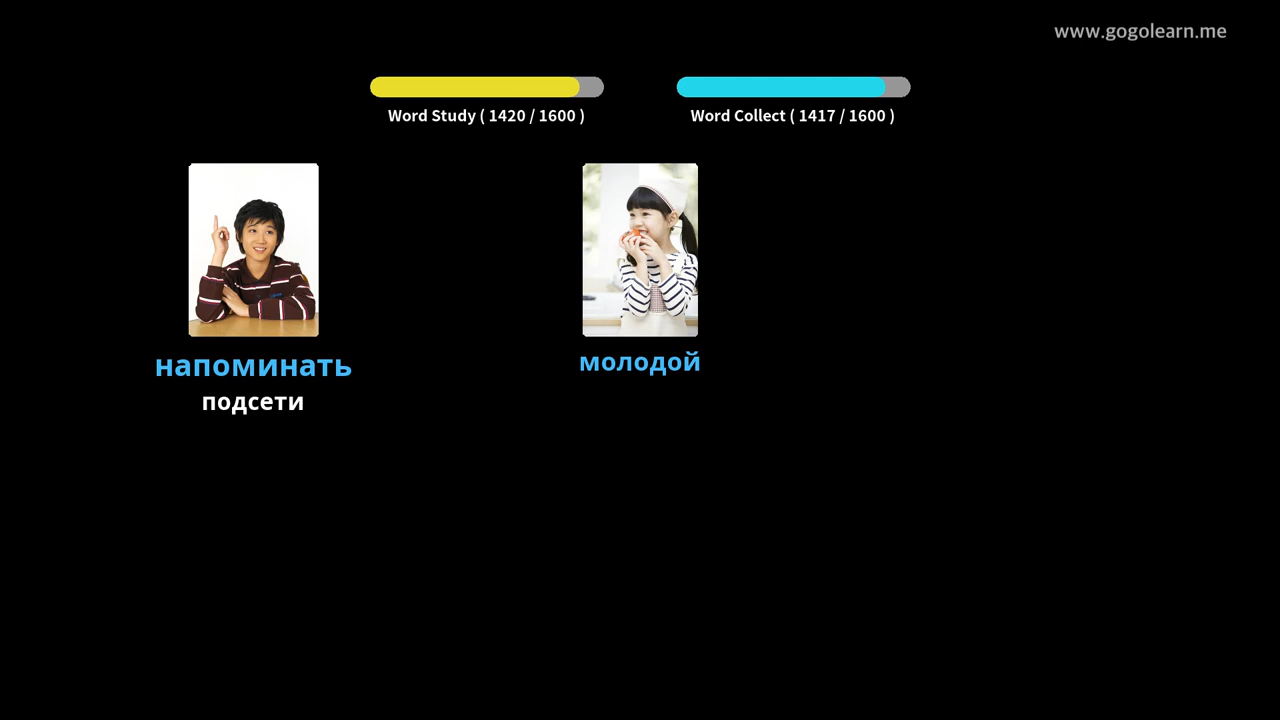 www.gogolearn.me
Word Study ( 1420 / 1600 )
Word Collect ( 1417 / 1600 )
напоминать
подсети
молодой